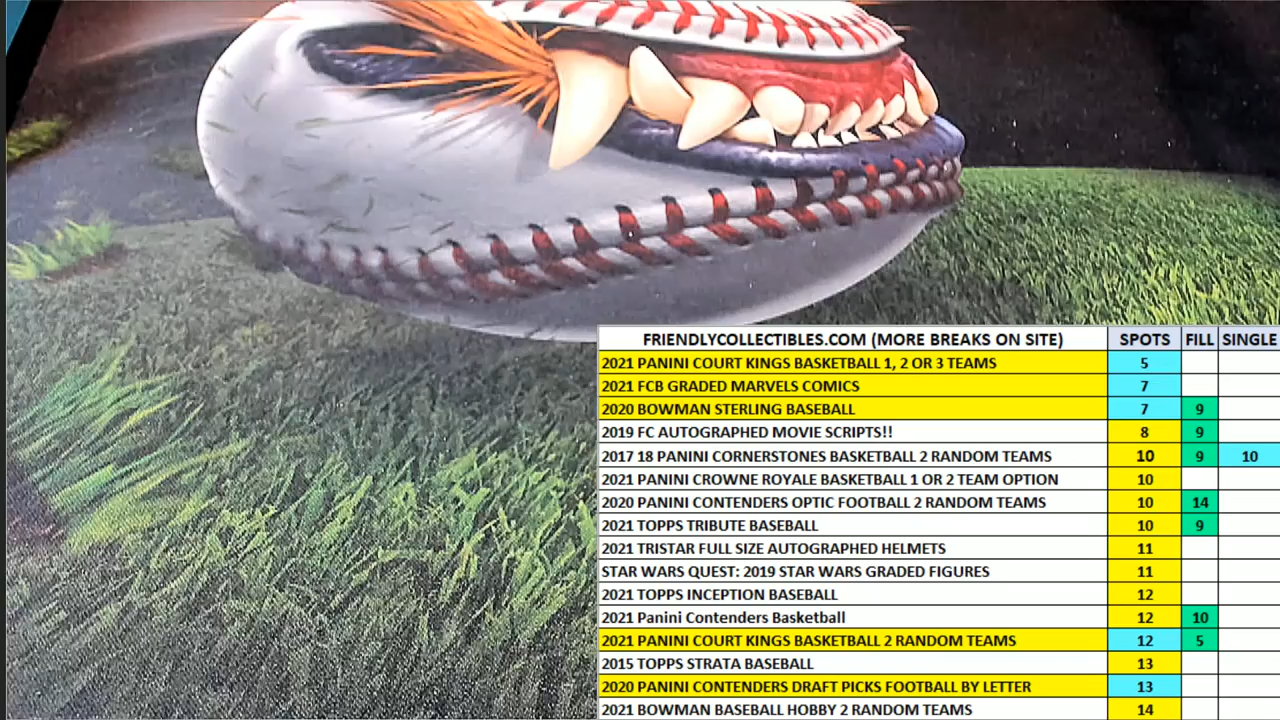 FRIENDLYCOLLECTIBLES.COM (MORE BREAKS ON SITE) SPOTS FILL SINGLE
2021 PANINI COURT KINGS BASKETBALL 1, 2 OR 3 TEAMS 5
2021 FCB GRADED MARVELS COMICS 7
2020 BOWMAN STERLING BASEBALL 7 9
2019 FC AUTOGRAPHED MOVIE SCRIPTS!! 8 9
2017 18 PANINI CORNERSTONES BASKETBALL 2 RANDOM TEAMS 10 9 10
2021 PANINI CROWNE ROYALE BASKETBALL 1 OR 2 TEAM OPTION 10
2020 PANINI CONTENDERS OPTIC FOOTBALL 2 RANDOM TEAMS 10 14
2021 TOPPS TRIBUTE BASEBALL 10 9
2021 TRISTAR FULL SIZE AUTOGRAPHED HELMETS 11
STAR WARS QUEST: 2019 STAR WARS GRADED FIGURES 11
2021 TOPPS INCEPTION BASEBALL 12
2021 Panini Contenders Basketball 12 10
2021 PANINI COURT KINGS BASKETBALL 2 RANDOM TEAMS 12 5
2015 TOPPS STRATA BASEBALL 13
2020 PANINI CONTENDERS DRAFT PICKS FOOTBALL BY LETTER 13
2021 BOWMAN BASEBALL HOBBY 2 RANDOM TEAMS 14